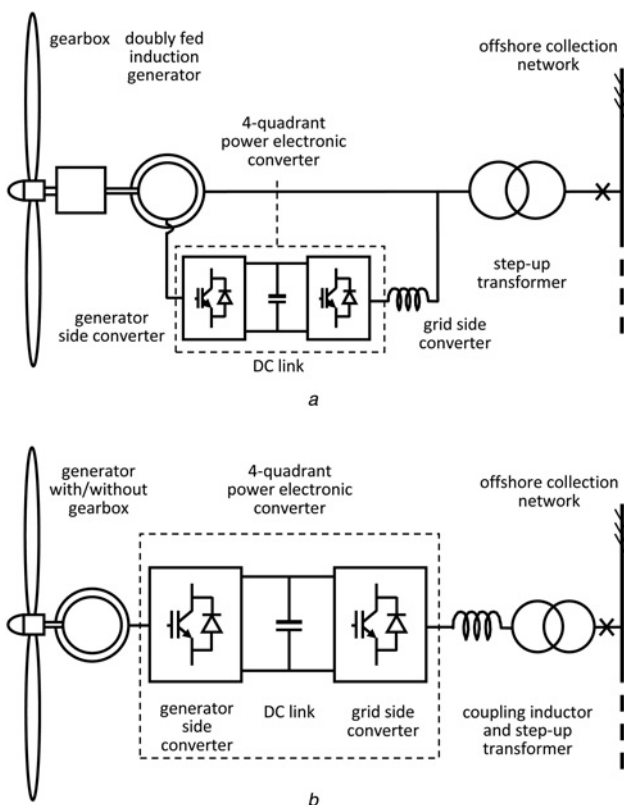 gearbox
doubly fed
induction
generator
offshore collection
network
4-quadrant
power electronic
converter
generator
side converter
DC link
grid side
converter
step-up
transformer
a
generator
with/without
gearbox
4-quadrant
power electronic
converter
offshore collection
network
generator
side
converter
DC link
grid side
converter
coupling inductor
and step-up
transformer
b